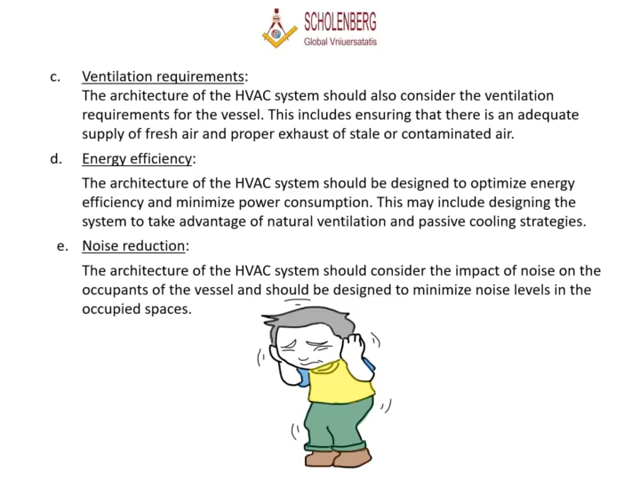 SCHOLENBERG
Global Vniuersatatis
c. Ventilation requirements:
The architecture of the HVAC system should also consider the ventilation
requirements for the vessel. This includes ensuring that there is an adequate
supply of fresh air and proper exhaust of stale or contaminated air.
d. Energy efficiency:
The architecture of the HVAC system should be designed to optimize energy
efficiency and minimize power consumption. This may include designing the
system to take advantage of natural ventilation and passive cooling strategies.
e. Noise reduction:
The architecture of the HVAC system should consider the impact of noise on the
occupants of the vessel and should be designed to minimize noise levels in the
occupied spaces.